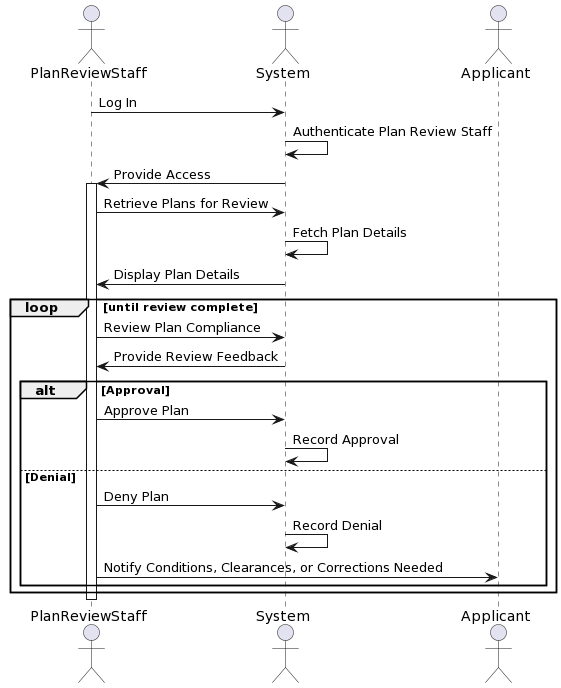 PlanReviewStaff System Applicant
Log In
Authenticate Plan Review Staff
Provide Access
Retrieve Plans for Review
Fetch Plan Details
Display Plan Details
loop [until review complete]
Review Plan Compliance
Provide Review Feedback
alt [Approval]
Approve Plan
Record Approval
[Denial]
Deny Plan
Record Denial
Notify Conditions, Clearances, or Corrections Needed
PlanReviewStaff System Applicant